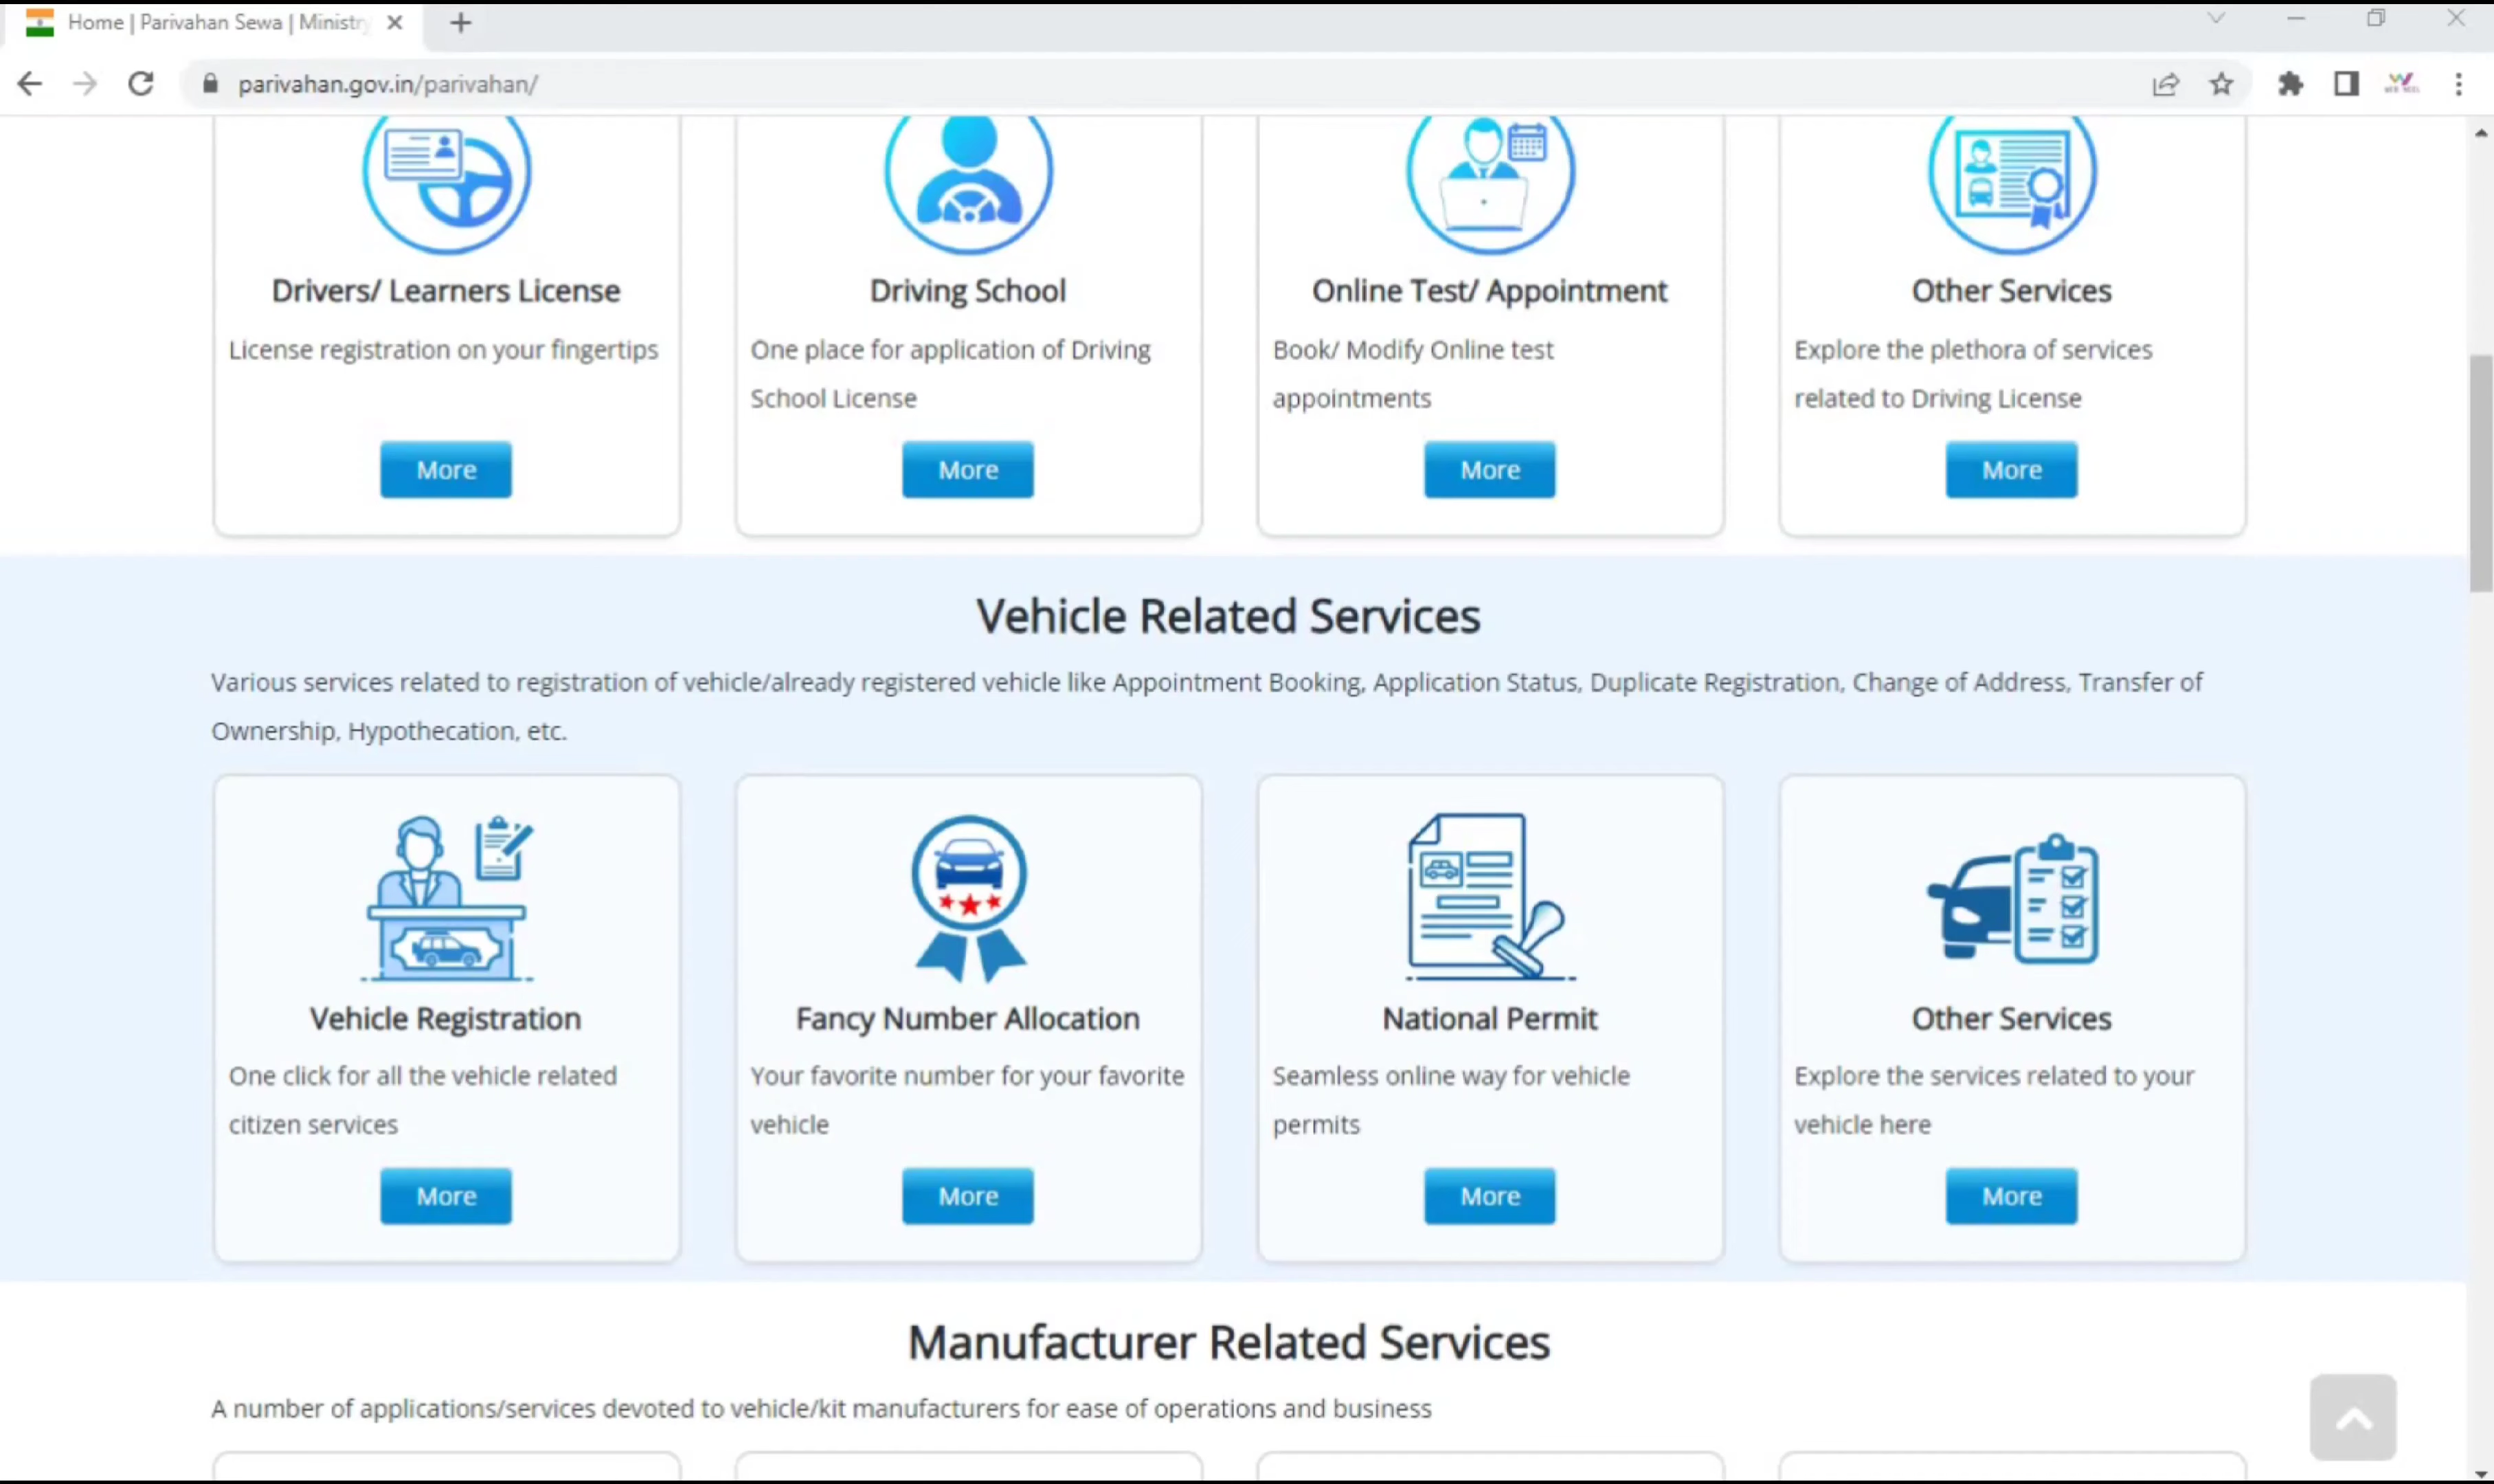 Home | Parivahan Sewa | Ministry
parivahan.gov.in/parivahan/
Drivers/ Learners License
License registration on your fingertips
More
Driving School
One place for application of Driving
School License
More
Online Test/ Appointment
Book/ Modify Online test
appointments
More
Other Services
Explore the plethora of services
related to Driving License
More
Vehicle Related Services
Various services related to registration of vehicle/already registered vehicle like Appointment Booking, Application Status, Duplicate Registration, Change of Address, Transfer of
Ownership, Hypothecation, etc.
Vehicle Registration
One click for all the vehicle related
citizen services
More
Fancy Number Allocation
Your favorite number for your favorite
vehicle
More
National Permit
Seamless online way for vehicle
permits
More
Other Services
Explore the services related to your
vehicle here
More
Manufacturer Related Services
A number of applications/services devoted to vehicle/kit manufacturers for ease of operations and business